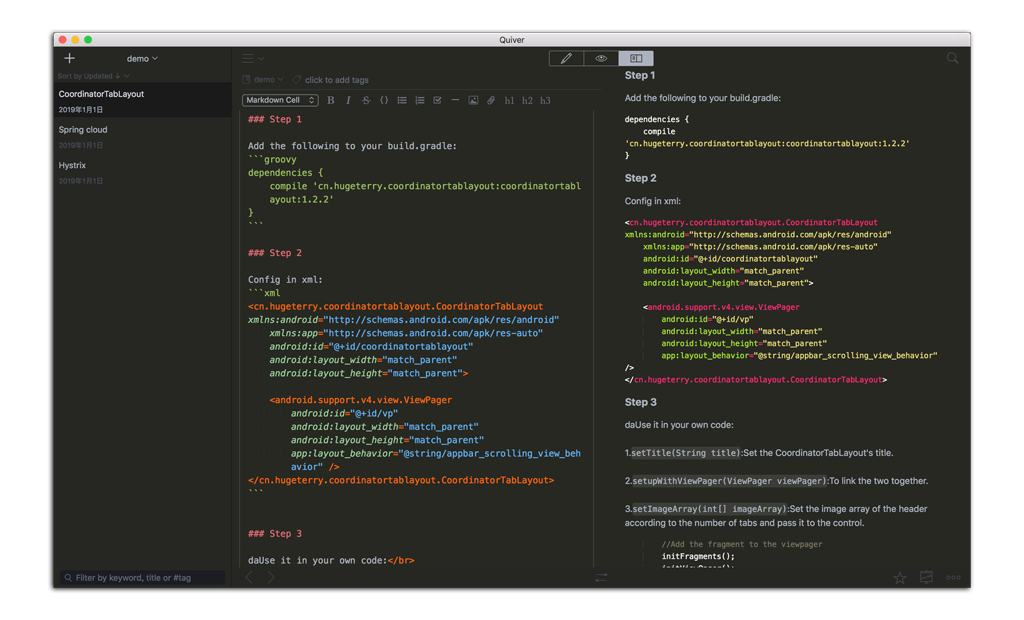 Quiver
demo
Sort by Updated ↓
CoordinatorTabLayout
2019年1月1日
Spring cloud
2019年1月1日
Hystrix
2019年1月1日
Filter by keyword, title or #tag
demo
click to add tags
Markdown Cell B I S h1 h2 h3
### Step 1
Add the following to your build.gradle:
```groovy
dependencies {
compile 'cn.hugeterry.coordinatortablayout:coordinatortabl
ayout:1.2.2'
}
```
### Step 2
Config in xml:
```xml
<cn.hugeterry.coordinatortablayout.CoordinatorTabLayout
xmlns:android="http://schemas.android.com/apk/res/android"
xmlns:app="http://schemas.android.com/apk/res-auto"
android:id="@+id/coordinatortablayout"
android:layout_width="match_parent"
android:layout_height="match_parent">
<android.support.v4.view.ViewPager
android:id="@+id/vp"
android:layout_width="match_parent"
android:layout_height="match_parent"
app:layout_behavior="@string/appbar_scrolling_view_beh
avior" />
</cn.hugeterry.coordinatortablayout.CoordinatorTabLayout>
```
### Step 3
daUse it in your own code:</br>
Step 1
Add the following to your build.gradle:
dependencies {
compile
'cn.hugeterry.coordinatortablayout:coordinatortablayout:1.2.2'
}
Step 2
Config in xml:
<cn.hugeterry.coordinatortablayout.CoordinatorTabLayout
xmlns:android="http://schemas.android.com/apk/res/android"
xmlns:app="http://schemas.android.com/apk/res-auto"
android:id="@+id/coordinatortablayout"
android:layout_width="match_parent"
android:layout_height="match_parent">
<android.support.v4.view.ViewPager
android:id="@+id/vp"
android:layout_width="match_parent"
android:layout_height="match_parent"
app:layout_behavior="@string/appbar_scrolling_view_behavior"
/>
</cn.hugeterry.coordinatortablayout.CoordinatorTabLayout>
Step 3
daUse it in your own code:
1.setTitle(String title):Set the CoordinatorTabLayout's title.
2.setupWithViewPager(ViewPager viewPager):To link the two together.
3.setImageArray(int[] imageArray):Set the image array of the header
according to the number of tabs and pass it to the control.
//Add the fragment to the viewpager
initFragments();